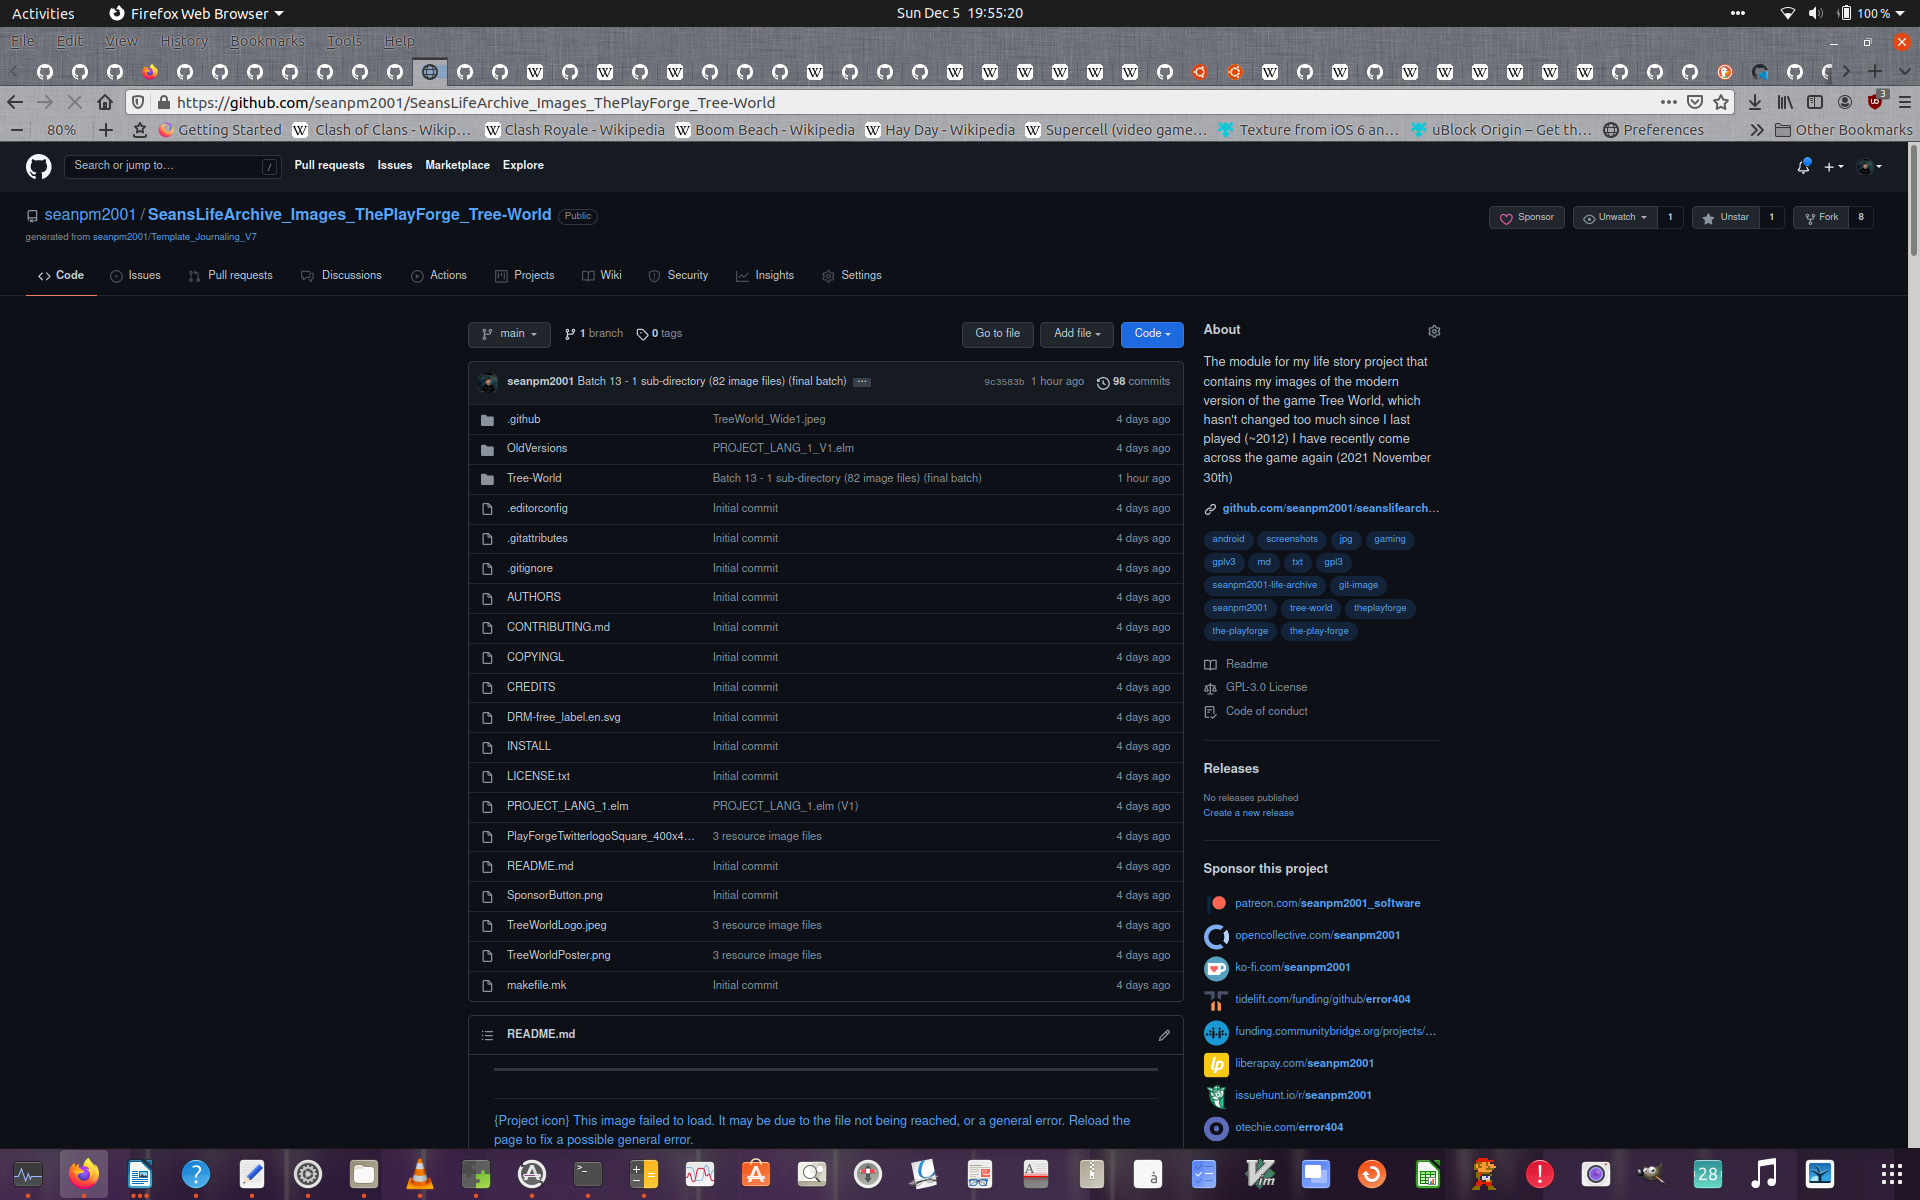 Activities
Firefox Web Browser
Sun Dec 5 19:55:20
100 %
File Edit View History Bookmarks Tools Help
https://github.com/seanpm2001/SeansLifeArchive_Images_ThePlayForge_Tree-World
3
80%
Getting Started
Clash of Clans - Wikip…
Clash Royale - Wikipedia
Boom Beach - Wikipedia
Hay Day - Wikipedia
Supercell (video game…
Texture from iOS 6 an…
uBlock Origin – Get th…
Preferences
Other Bookmarks
Search or jump to…
/
Pull requests Issues Marketplace Explore
seanpm2001 / SeansLifeArchive_Images_ThePlayForge_Tree-World Public
generated from seanpm2001/Template_Journaling_V7
Sponsor
Unwatch 1
Unstar 1
Fork 8
Code Issues Pull requests Discussions Actions Projects Wiki Security Insights Settings
main
1 branch
0 tags
Go to file
Add file
Code
seanpm2001 Batch 13 - 1 sub-directory (82 image files) (final batch) … 9c3583b 1 hour ago 98 commits
.github TreeWorld_Wide1.jpeg 4 days ago
OldVersions PROJECT_LANG_1_V1.elm 4 days ago
Tree-World Batch 13 - 1 sub-directory (82 image files) (final batch) 1 hour ago
.editorconfig Initial commit 4 days ago
.gitattributes Initial commit 4 days ago
.gitignore Initial commit 4 days ago
AUTHORS Initial commit 4 days ago
CONTRIBUTING.md Initial commit 4 days ago
COPYINGL Initial commit 4 days ago
CREDITS Initial commit 4 days ago
DRM-free_label.en.svg Initial commit 4 days ago
INSTALL Initial commit 4 days ago
LICENSE.txt Initial commit 4 days ago
PROJECT_LANG_1.elm PROJECT_LANG_1.elm (V1) 4 days ago
PlayForgeTwitterlogoSquare_400x4… 3 resource image files 4 days ago
README.md Initial commit 4 days ago
SponsorButton.png Initial commit 4 days ago
TreeWorldLogo.jpeg 3 resource image files 4 days ago
TreeWorldPoster.png 3 resource image files 4 days ago
makefile.mk Initial commit 4 days ago
README.md
{Project icon} This image failed to load. It may be due to the file not being reached, or a general error. Reload the
page to fix a possible general error.
About
The module for my life story project that
contains my images of the modern
version of the game Tree World, which
hasn't changed too much since I last
played (~2012) I have recently come
across the game again (2021 November
30th)
github.com/seanpm2001/seanslifearch…
android screenshots jpg gaming
gplv3 md txt gpl3
seanpm2001-life-archive git-image
seanpm2001 tree-world theplayforge
the-playforge the-play-forge
Readme
GPL-3.0 License
Code of conduct
Releases
No releases published
Create a new release
Sponsor this project
patreon.com/seanpm2001_software
opencollective.com/seanpm2001
ko-fi.com/seanpm2001
tidelift.com/funding/github/error404
funding.communitybridge.org/projects/…
liberapay.com/seanpm2001
issuehunt.io/r/seanpm2001
otechie.com/error404
28